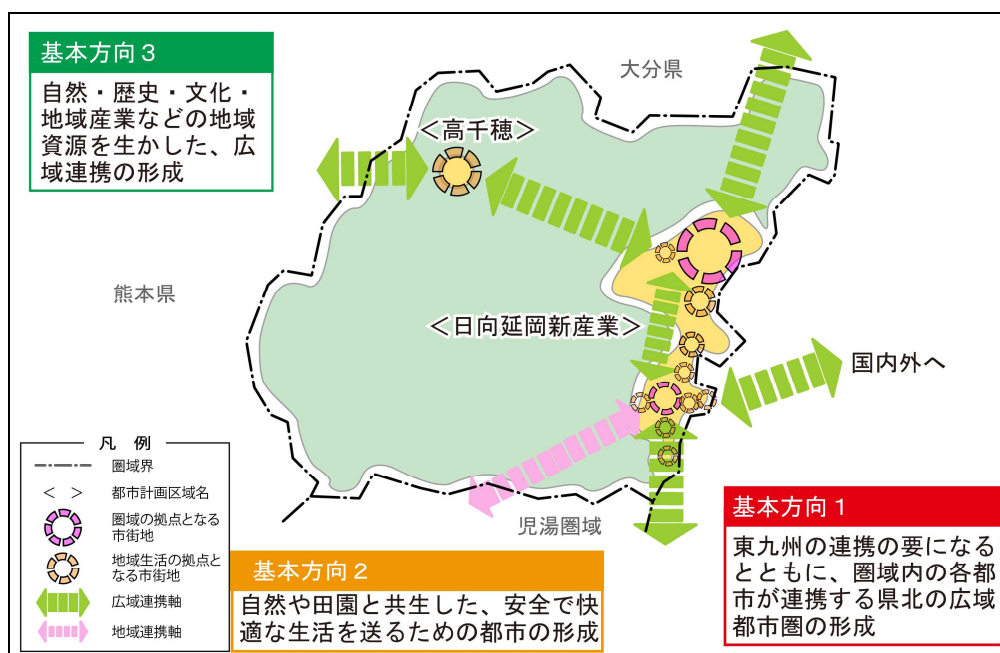 基本方向３
自然・歴史・文化・
地域産業などの地域
資源を生かした、広
域連携の形成
大分県
＜高千穂＞
熊本県
＜日向延岡新産業＞
国内外へ
児湯圏域
凡 例
圏域界
＜ ＞ 都市計画区域名
圏域の拠点となる
市街地
地域生活の拠点と
なる市街地
広域連携軸
地域連携軸
基本方向２
自然や田園と共生した、安全で快
適な生活を送るための都市の形成
基本方向１
東九州の連携の要になる
とともに、圏域内の各都
市が連携する県北の広域
都市圏の形成